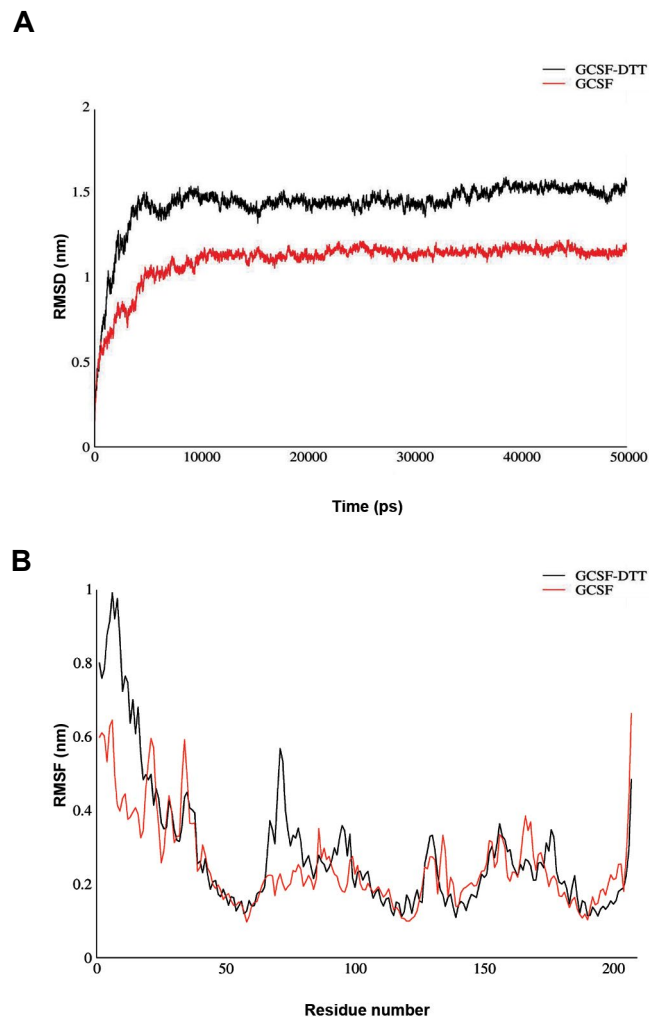 A
GCSF-DTT
GCSF
2
1.5
1
0.5
0
RMSD (nm)
0 10000 20000 30000 40000 50000
Time (ps)
B
GCSF-DTT
GCSF
1
0.8
0.6
0.4
0.2
0
RMSF (nm)
0 50 100 150 200
Residue number